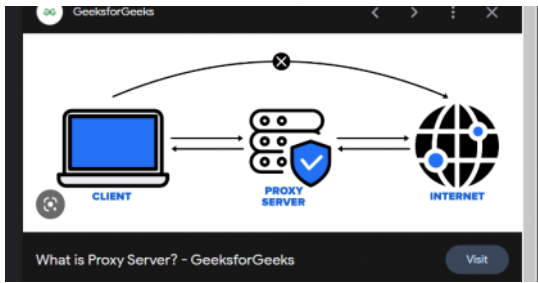 GeeksforGeeks
CLIENT
PROXY
SERVER
INTERNET
What is Proxy Server? - GeeksforGeeks
Visit